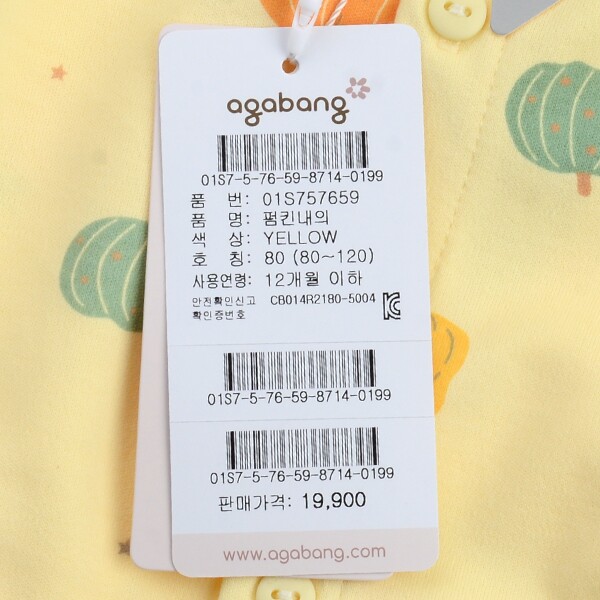 agabang
01S7-5-76-59-8714-0199
품 번: 01S757659
품 명: 펌킨내의
색 상: YELLOW
호 칭: 80 (80~120)
사용연령: 12개월 이하
안전확인신고 CB014R2180-5004
확인증번호
01S7-5-76-59-8714-0199
01S7-5-76-59-8714-0199
판매가격: 19,900
www.agabang.com